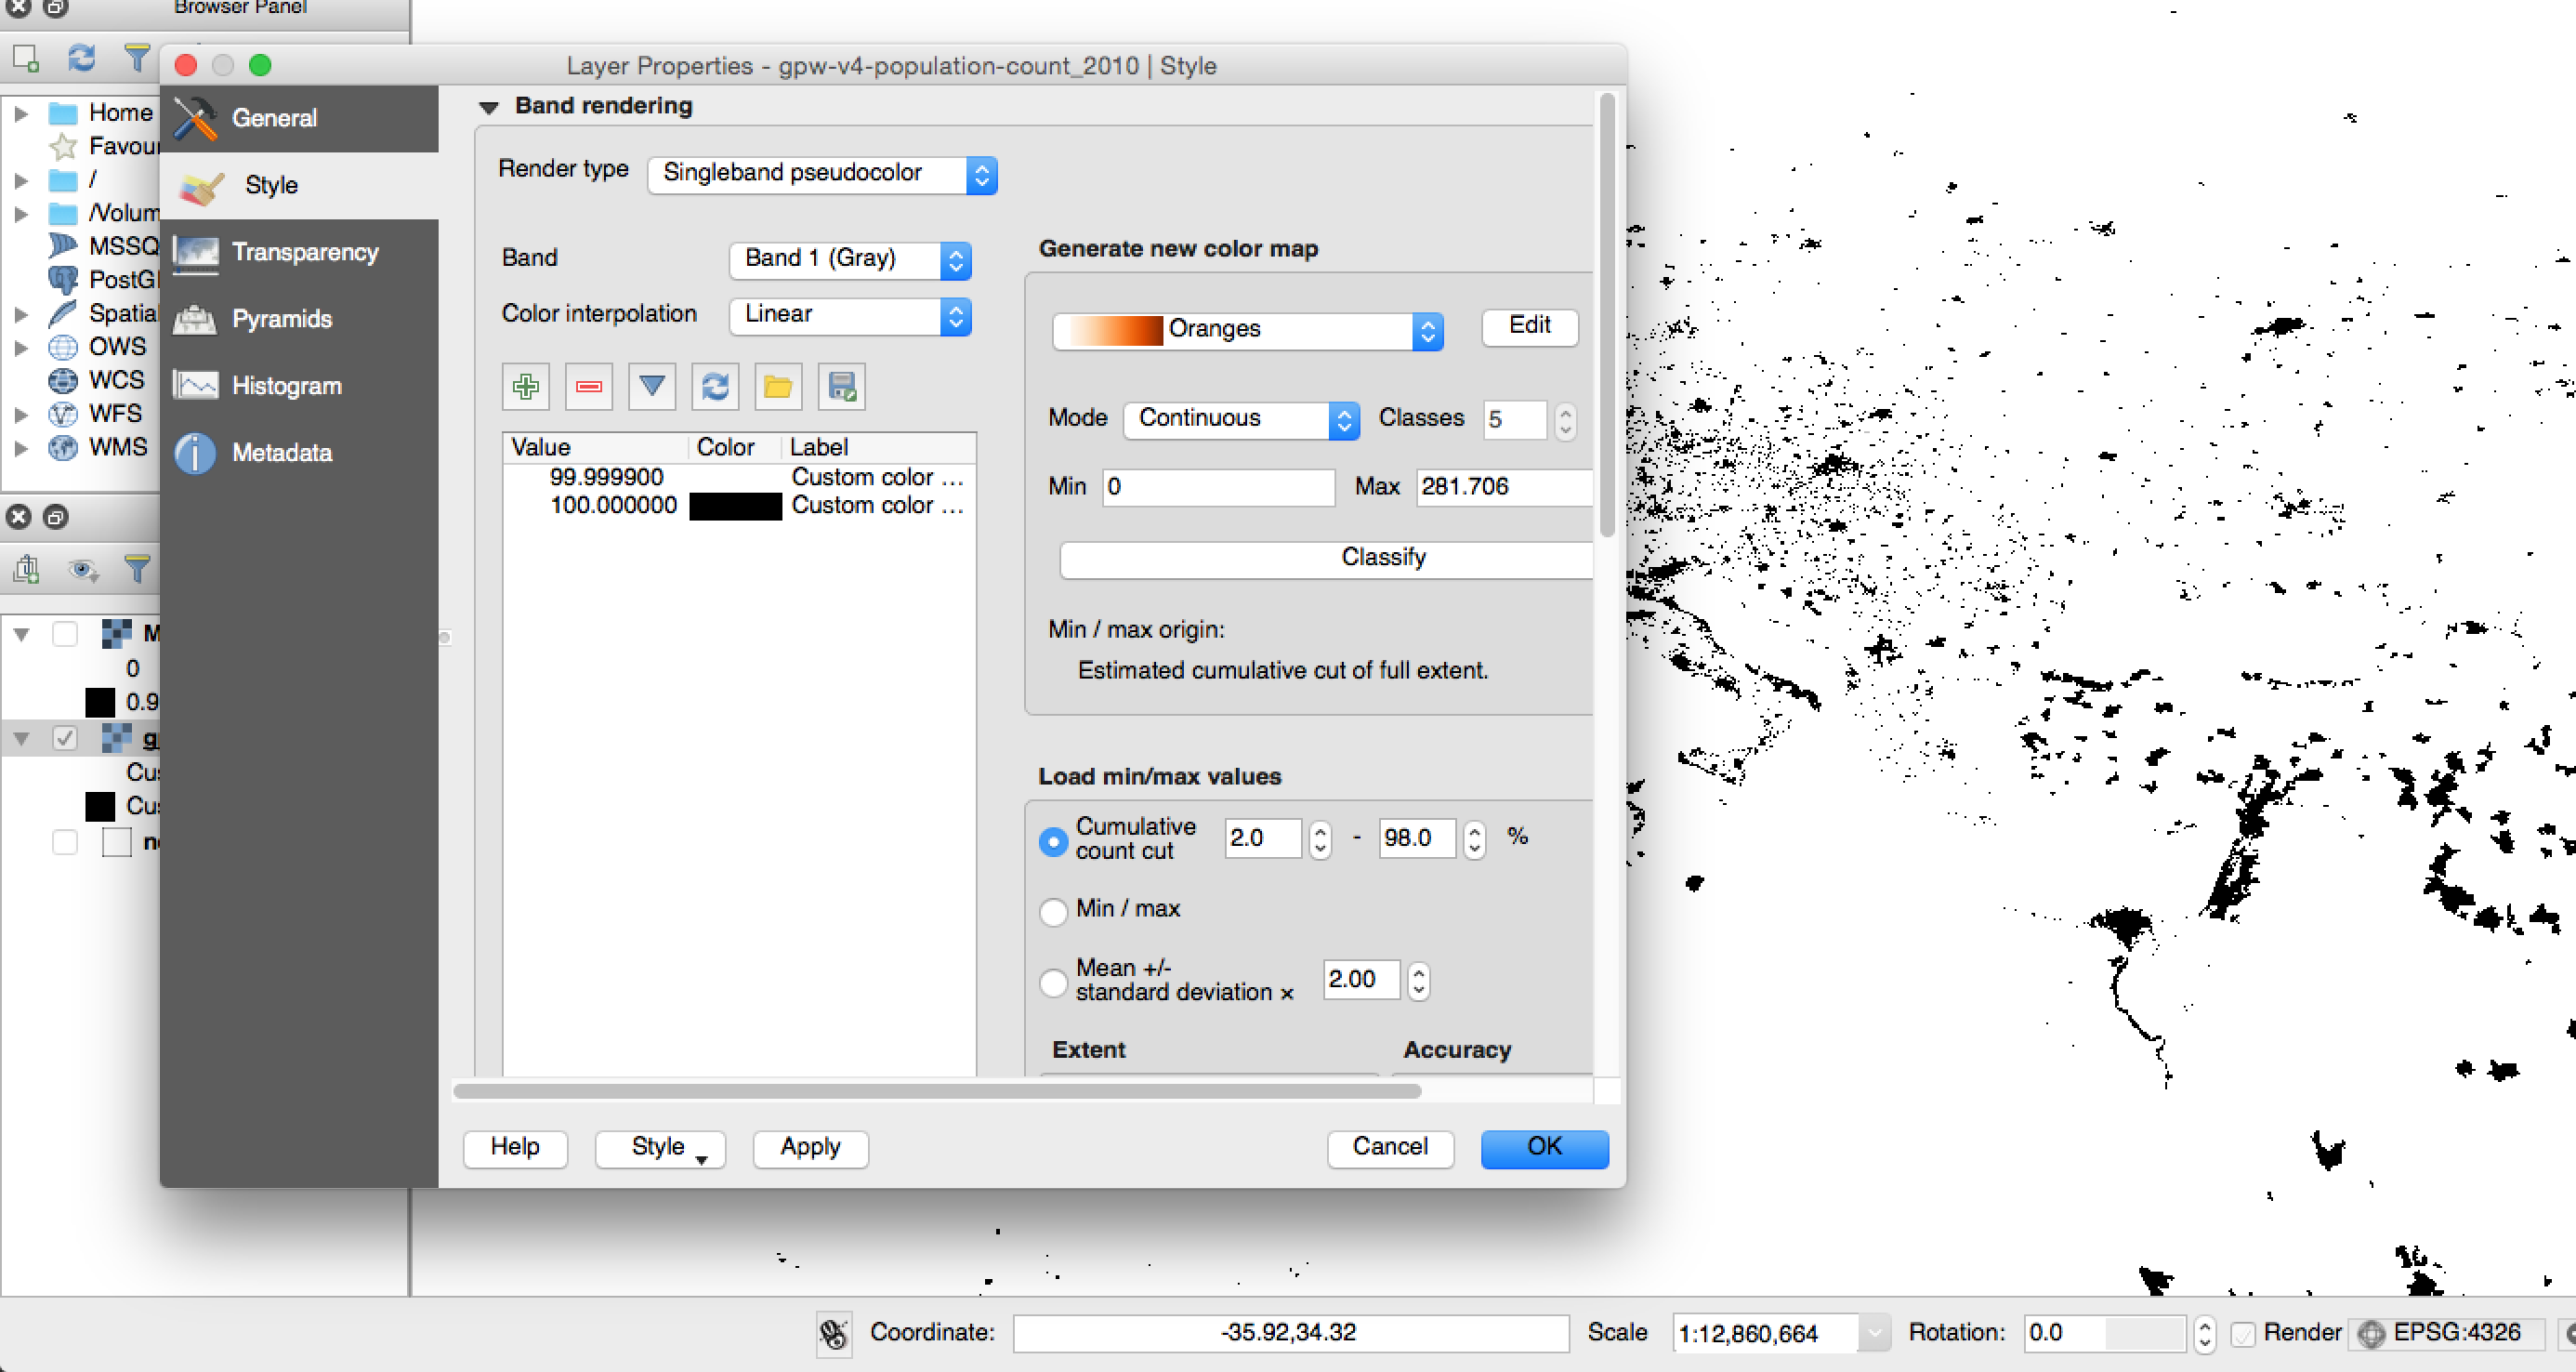 Browser Panel
Layer Properties - gpw-v4-population-count_2010 | Style
Home
Favou
/
/Volum
MSSQ
PostGI
Spatia
OWS
WCS
WFS
WMS
M
0
0.9
g
Cus
Cus
n
General
Style
Transparency
Pyramids
Histogram
Metadata
Band rendering
Render type Singleband pseudocolor
Band Band 1 (Gray)
Color interpolation Linear
Value Color Label
99.999900 Custom color ...
100.000000 Custom color ...
Generate new color map
Oranges Edit
Mode Continuous Classes 5
Min 0 Max 281.706
Classify
Min / max origin:
Estimated cumulative cut of full extent.
Load min/max values
Cumulative
count cut 2.0 - 98.0 %
Min / max
Mean +/-
standard deviation × 2.00
Extent Accuracy
Help Style Apply Cancel OK
Coordinate: -35.92,34.32 Scale 1:12,860,664 Rotation: 0.0 Render EPSG:4326